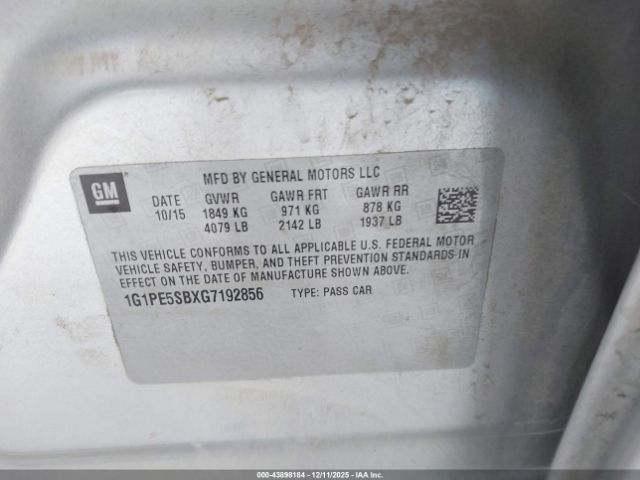 GM
MFD BY GENERAL MOTORS LLC
DATE GVWR GAWR FRT GAWR RR
10/15 1849 KG 971 KG 878 KG
4079 LB 2142 LB 1937 LB
THIS VEHICLE CONFORMS TO ALL APPLICABLE U.S. FEDERAL MOTOR
VEHICLE SAFETY, BUMPER, AND THEFT PREVENTION STANDARDS IN
EFFECT ON THE DATE OF MANUFACTURE SHOWN ABOVE.
1G1PE5SBXG7192856 TYPE: PASS CAR
000-43898184 - 12/11/2025 - IAA Inc.